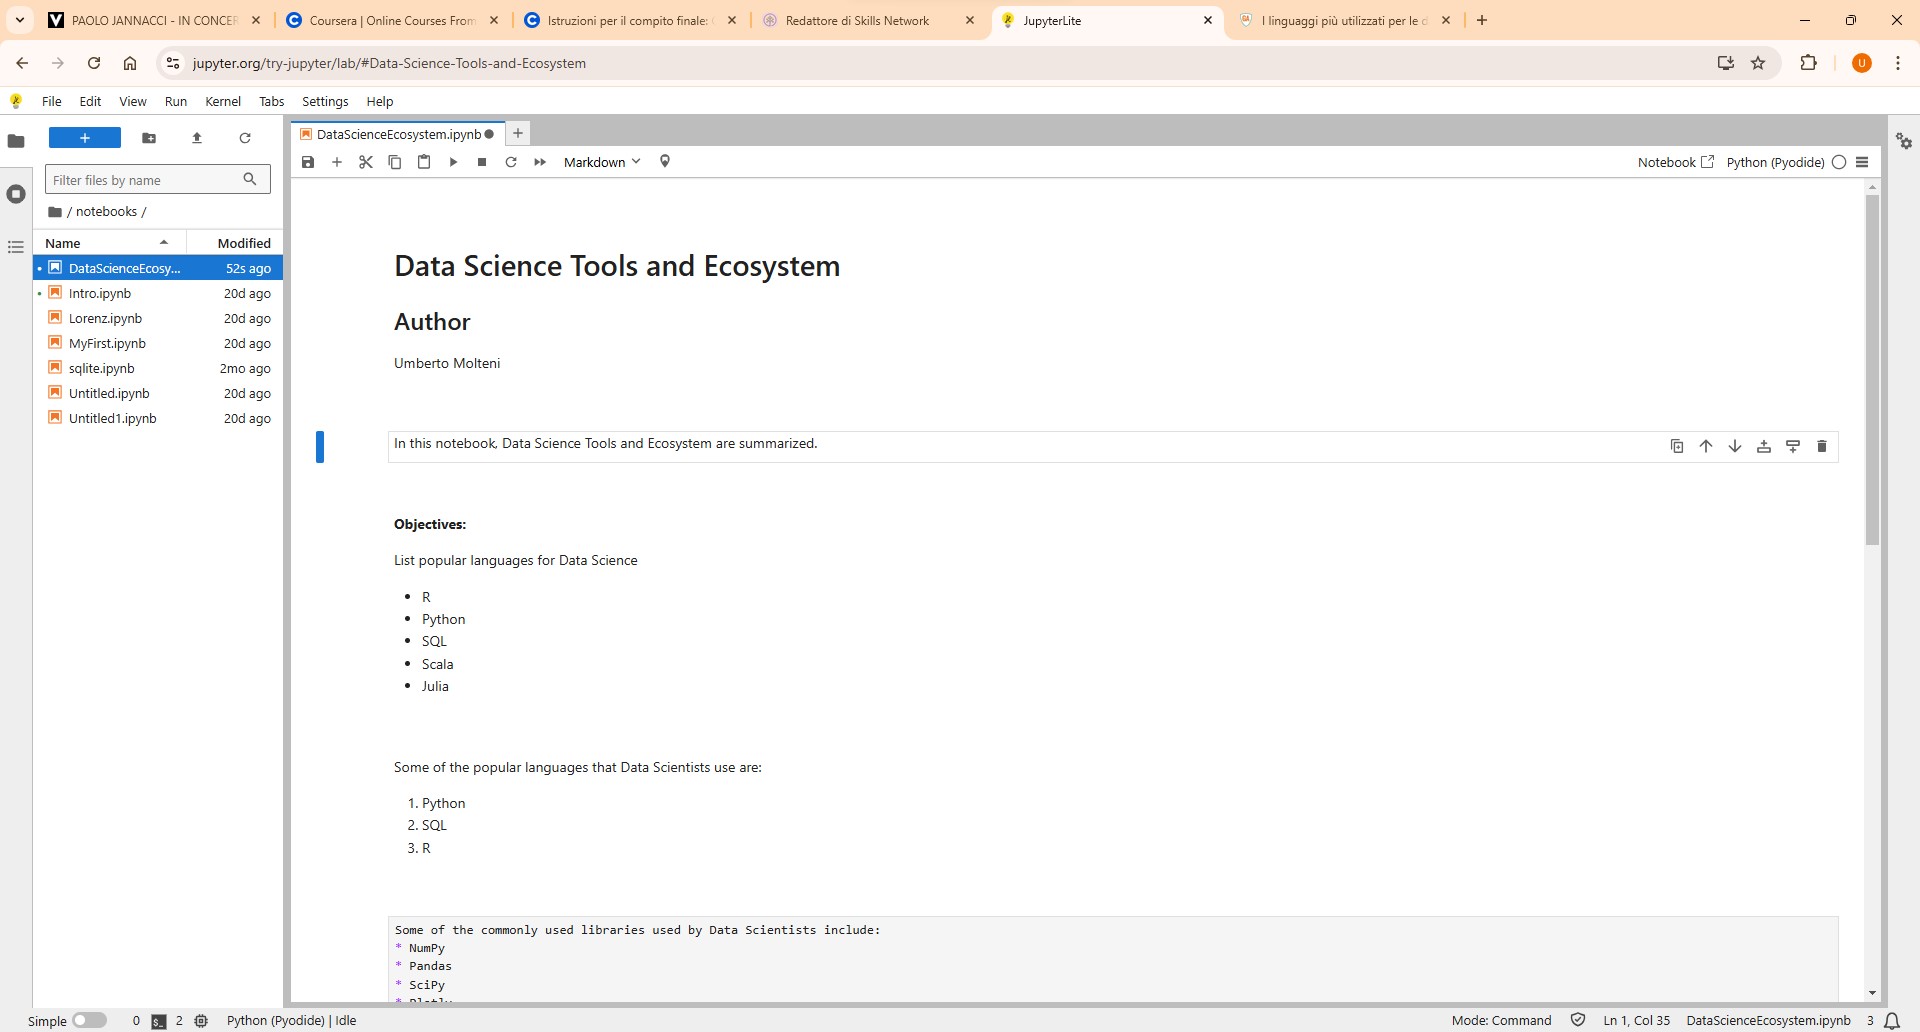 PAOLO JANNACCI - IN CONCER
Coursera | Online Courses From
Istruzioni per il compito finale:
Redattore di Skills Network
JupyterLite
I linguaggi più utilizzati per le d
jupyter.org/try-jupyter/lab/#Data-Science-Tools-and-Ecosystem
U
File Edit View Run Kernel Tabs Settings Help
DataScienceEcosystem.ipynb
Markdown
Notebook
Python (Pyodide)
Filter files by name
/ notebooks /
Name Modified
DataScienceEcosy... 52s ago
Intro.ipynb 20d ago
Lorenz.ipynb 20d ago
MyFirst.ipynb 20d ago
sqlite.ipynb 2mo ago
Untitled.ipynb 20d ago
Untitled1.ipynb 20d ago
Data Science Tools and Ecosystem
Author
Umberto Molteni
In this notebook, Data Science Tools and Ecosystem are summarized.
Objectives:
List popular languages for Data Science
• R
• Python
• SQL
• Scala
• Julia
Some of the popular languages that Data Scientists use are:
1. Python
2. SQL
3. R
Some of the commonly used libraries used by Data Scientists include:
* NumPy
* Pandas
* SciPy
* Plotly
Simple 0 2 Python (Pyodide) | Idle
Mode: Command Ln 1, Col 35 DataScienceEcosystem.ipynb 3